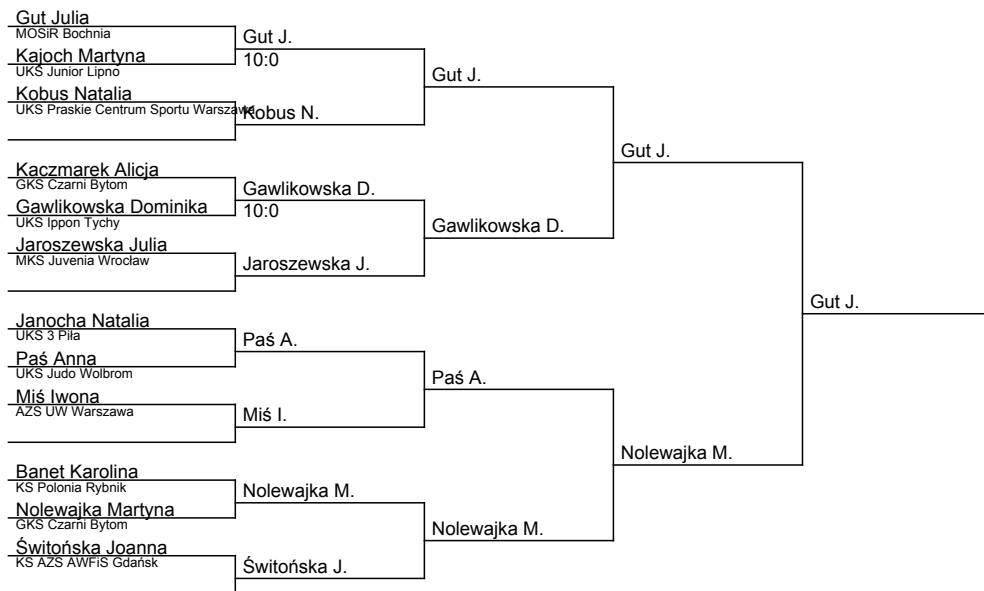 Gut Julia
MOSiR Bochnia
Kajoch Martyna
UKS Junior Lipno
Kobus Natalia
UKS Praskie Centrum Sportu Warszawa
Kaczmarek Alicja
GKS Czarni Bytom
Gawlikowska Dominika
UKS Ippon Tychy
Jaroszewska Julia
MKS Juvenia Wrocław
Janocha Natalia
UKS 3 Piła
Paś Anna
UKS Judo Wolbrom
Miś Iwona
AZS UW Warszawa
Banet Karolina
KS Polonia Rybnik
Nolewajka Martyna
GKS Czarni Bytom
Świtońska Joanna
KS AZS AWFiS Gdańsk
Gut J.
10:0
Kobus N.
Gawlikowska D.
10:0
Jaroszewska J.
Paś A.
Miś I.
Nolewajka M.
Świtońska J.
Gut J.
Gawlikowska D.
Paś A.
Nolewajka M.
Gut J.
Nolewajka M.
Gut J.